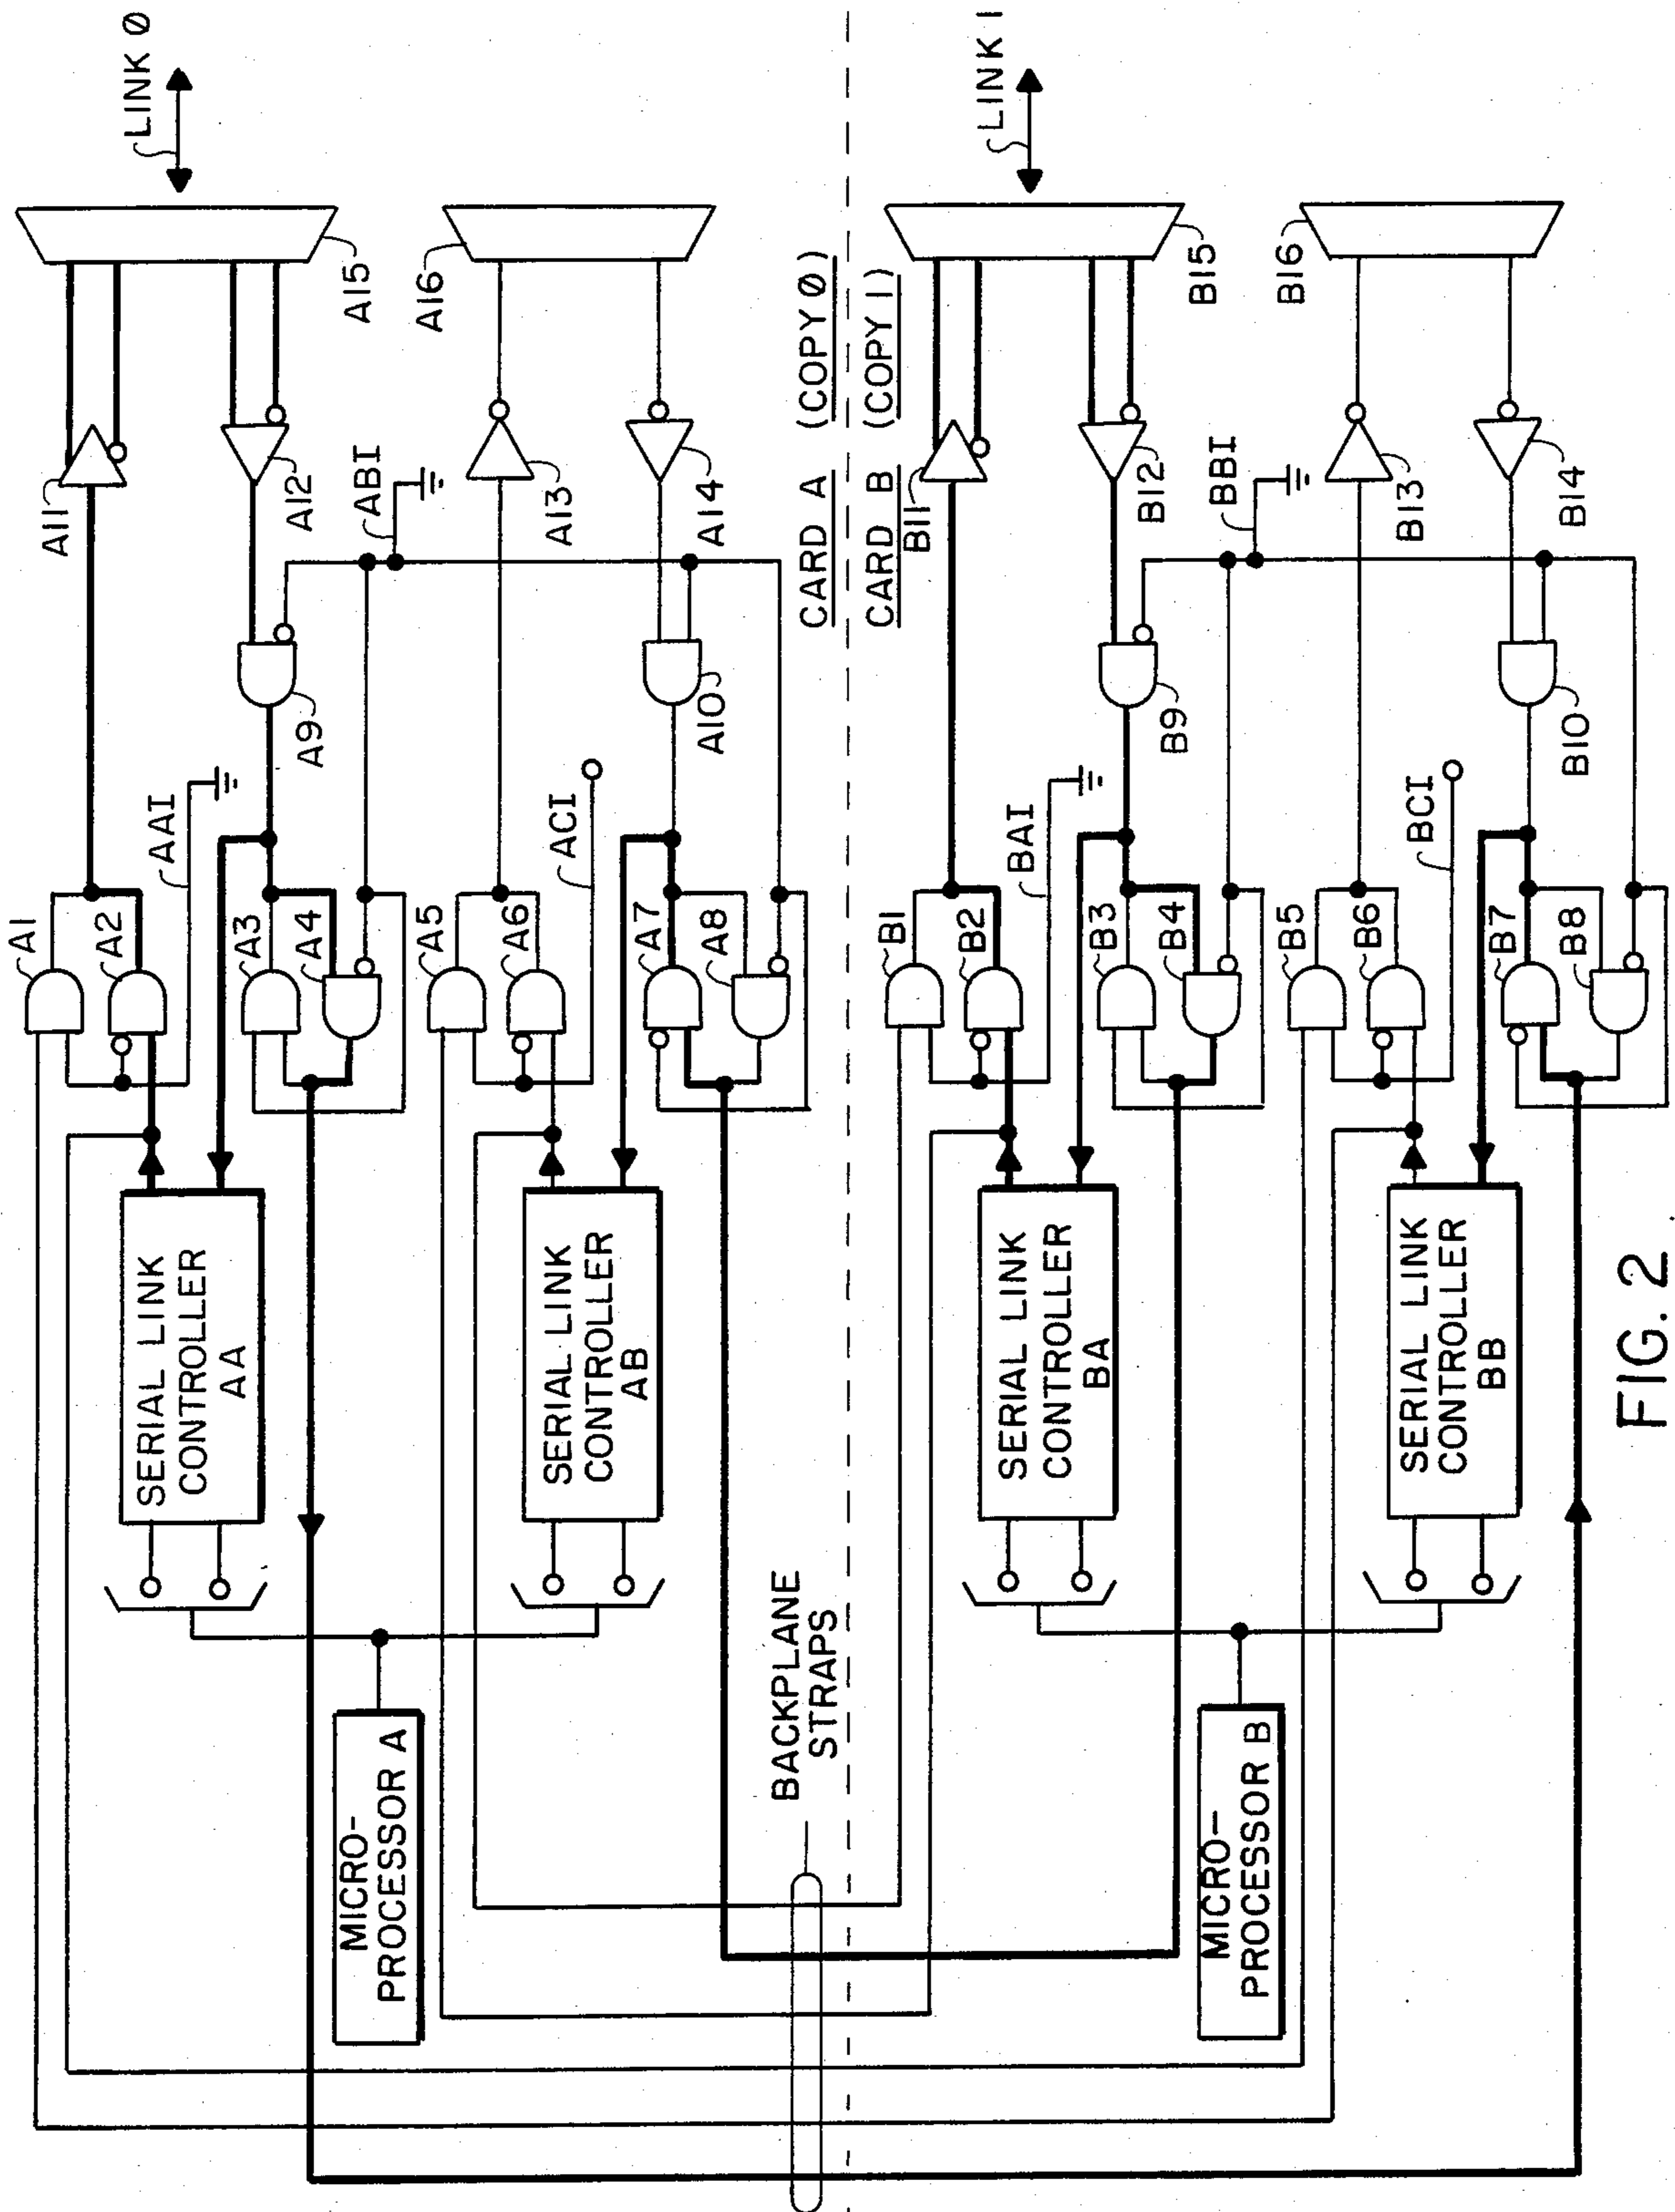 LINK 0
A11
A15
A12
A1
A2
AAI
A9
A3
A4
ABI
SERIAL LINK
CONTROLLER
AA
A16
A5
A6
ACI
A13
A7
A8
A10
A14
SERIAL LINK
CONTROLLER
AB
MICRO-
PROCESSOR A
BACKPLANE
STRAPS
CARD A (COPY 0)
CARD B (COPY 1)
LINK 1
B11
B15
B12
B1
B2
BAI
B9
B3
B4
BBI
SERIAL LINK
CONTROLLER
BA
B16
B5
B6
BCI
B13
B7
B8
B10
B14
SERIAL LINK
CONTROLLER
BB
MICRO-
PROCESSOR B
FIG. 2